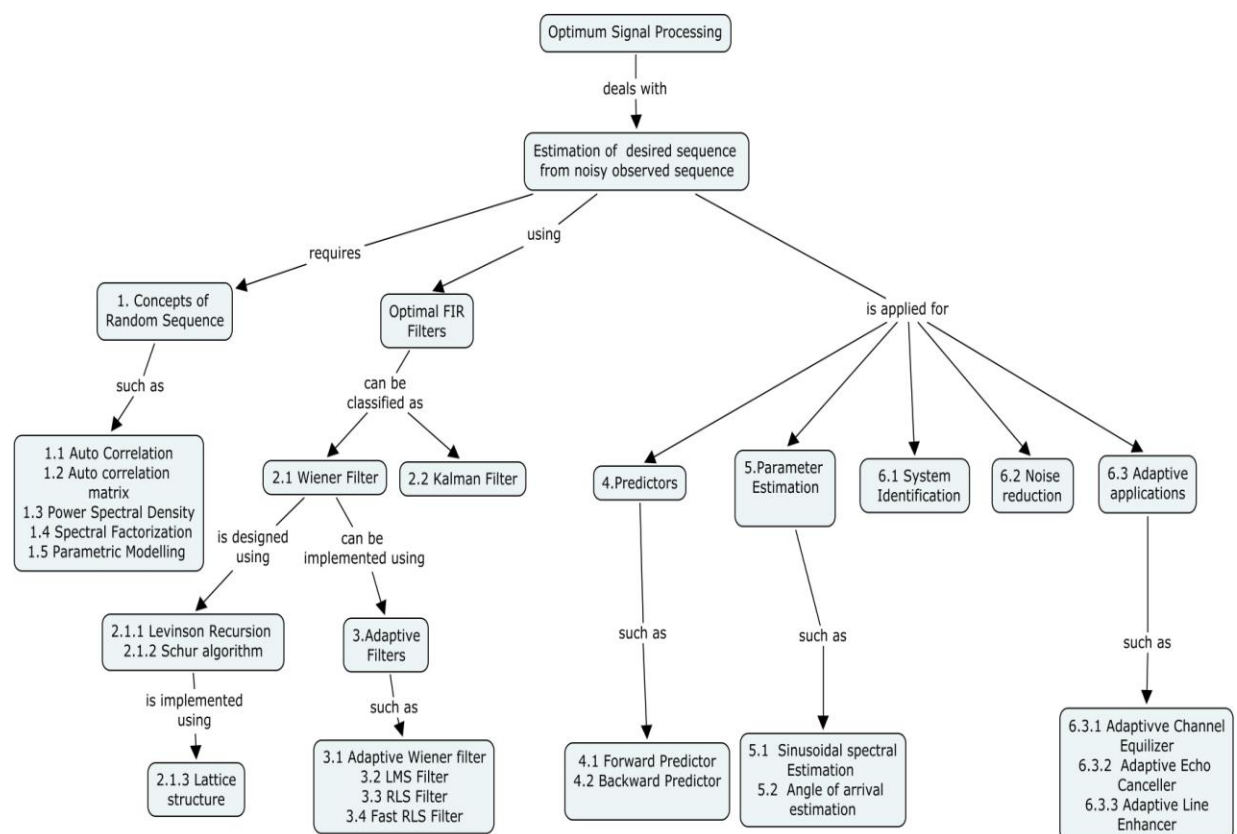 Optimum Signal Processing
deals with
Estimation of desired sequence
from noisy observed sequence
requires
using
is applied for
1. Concepts of
Random Sequence
Optimal FIR
Filters
such as
can be
classified as
1.1 Auto Correlation
1.2 Auto correlation
matrix
1.3 Power Spectral Density
1.4 Spectral Factorization
1.5 Parametric Modelling
2.1 Wiener Filter
2.2 Kalman Filter
4.Predictors
5.Parameter
Estimation
6.1 System
Identification
6.2 Noise
reduction
6.3 Adaptive
applications
is designed
using
can be
implemented using
2.1.1 Levinson Recursion
2.1.2 Schur algorithm
3.Adaptive
Filters
such as
such as
such as
is implemented
using
such as
2.1.3 Lattice
structure
3.1 Adaptive Wiener filter
3.2 LMS Filter
3.3 RLS Filter
3.4 Fast RLS Filter
4.1 Forward Predictor
4.2 Backward Predictor
5.1 Sinusoidal spectral
Estimation
5.2 Angle of arrival
estimation
6.3.1 Adaptivve Channel
Equilizer
6.3.2 Adaptive Echo
Canceller
6.3.3 Adaptive Line
Enhancer